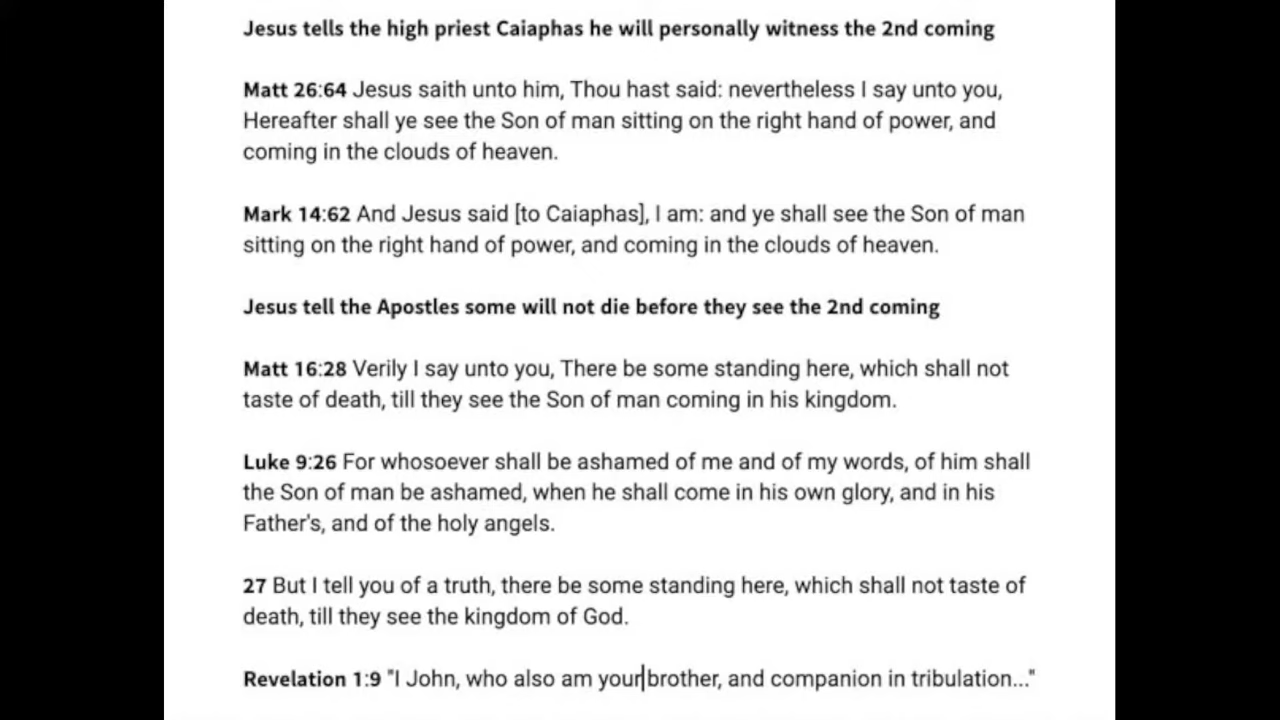 Jesus tells the high priest Caiaphas he will personally witness the 2nd coming
Matt 26:64 Jesus saith unto him, Thou hast said: nevertheless I say unto you,
Hereafter shall ye see the Son of man sitting on the right hand of power, and
coming in the clouds of heaven.
Mark 14:62 And Jesus said [to Caiaphas], I am: and ye shall see the Son of man
sitting on the right hand of power, and coming in the clouds of heaven.
Jesus tell the Apostles some will not die before they see the 2nd coming
Matt 16:28 Verily I say unto you, There be some standing here, which shall not
taste of death, till they see the Son of man coming in his kingdom.
Luke 9:26 For whosoever shall be ashamed of me and of my words, of him shall
the Son of man be ashamed, when he shall come in his own glory, and in his
Father's, and of the holy angels.
27 But I tell you of a truth, there be some standing here, which shall not taste of
death, till they see the kingdom of God.
Revelation 1:9 "I John, who also am your brother, and companion in tribulation..."